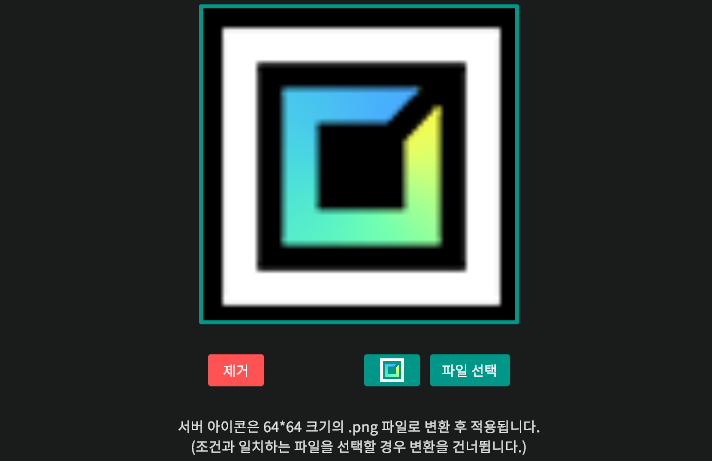 제거
파일 선택
서버 아이콘은 64*64 크기의 .png 파일로 변환 후 적용됩니다.
(조건과 일치하는 파일을 선택할 경우 변환을 건너뜁니다.)